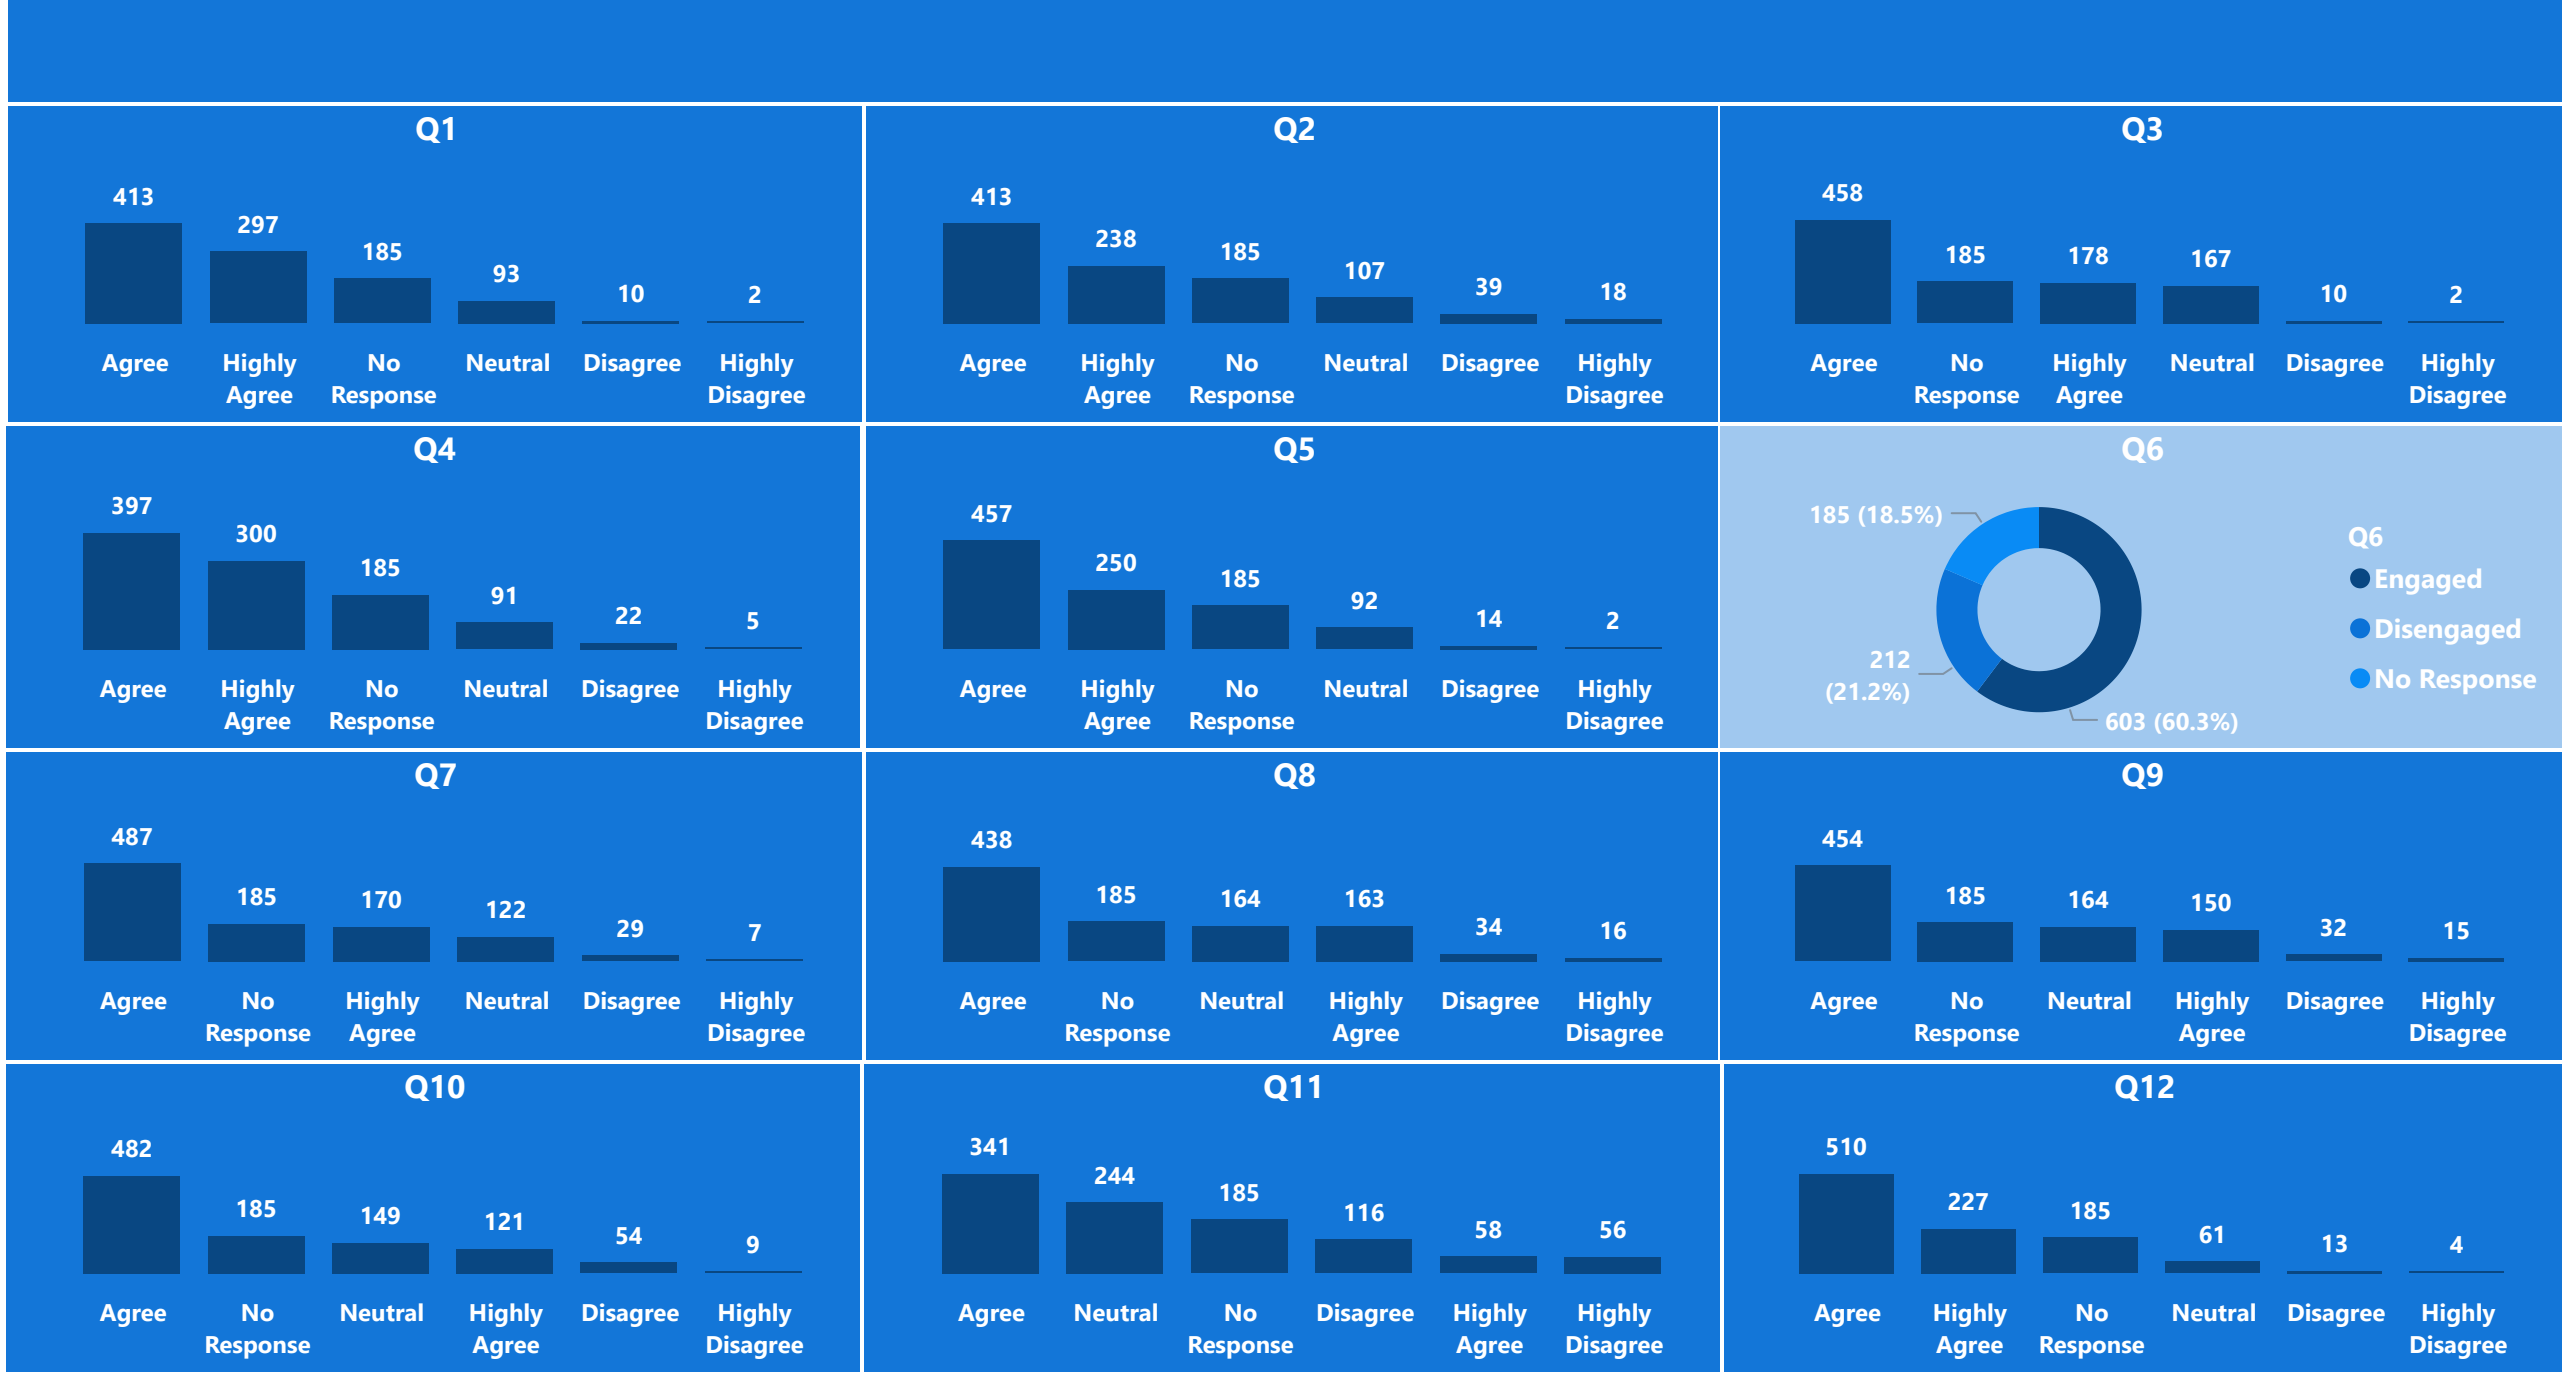 Q1
413
297
185
93
10
2
Agree
Highly
Agree
No
Response
Neutral
Disagree
Highly
Disagree
Q2
413
238
185
107
39
18
Agree
Highly
Agree
No
Response
Neutral
Disagree
Highly
Disagree
Q3
458
185
178
167
10
2
Agree
No
Response
Highly
Agree
Neutral
Disagree
Highly
Disagree
Q4
397
300
185
91
22
5
Agree
Highly
Agree
No
Response
Neutral
Disagree
Highly
Disagree
Q5
457
250
185
92
14
2
Agree
Highly
Agree
No
Response
Neutral
Disagree
Highly
Disagree
Q6
185 (18.5%)
212
(21.2%)
603 (60.3%)
Q6
Engaged
Disengaged
No Response
Q7
487
185
170
122
29
7
Agree
No
Response
Highly
Agree
Neutral
Disagree
Highly
Disagree
Q8
438
185
164
163
34
16
Agree
No
Response
Neutral
Highly
Agree
Disagree
Highly
Disagree
Q9
454
185
164
150
32
15
Agree
No
Response
Neutral
Highly
Agree
Disagree
Highly
Disagree
Q10
482
185
149
121
54
9
Agree
No
Response
Neutral
Highly
Agree
Disagree
Highly
Disagree
Q11
341
244
185
116
58
56
Agree
Neutral
No
Response
Disagree
Highly
Agree
Highly
Disagree
Q12
510
227
185
61
13
4
Agree
Highly
Agree
No
Response
Neutral
Disagree
Highly
Disagree